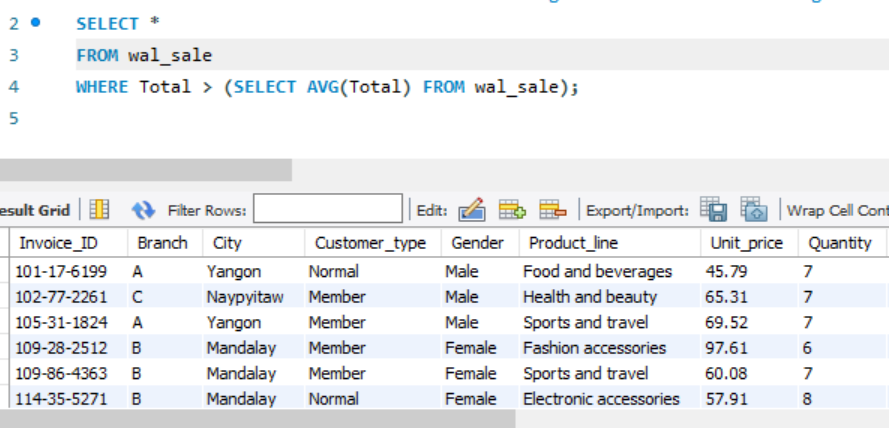 2 SELECT *
3 FROM wal_sale
4 WHERE Total > (SELECT AVG(Total) FROM wal_sale);
5
Result Grid Filter Rows: Edit: Export/Import: Wrap Cell Cont
Invoice_ID Branch City Customer_type Gender Product_line Unit_price Quantity
101-17-6199 A Yangon Normal Male Food and beverages 45.79 7
102-77-2261 C Naypyitaw Member Male Health and beauty 65.31 7
105-31-1824 A Yangon Member Male Sports and travel 69.52 7
109-28-2512 B Mandalay Member Female Fashion accessories 97.61 6
109-86-4363 B Mandalay Member Female Sports and travel 60.08 7
114-35-5271 B Mandalay Normal Female Electronic accessories 57.91 8